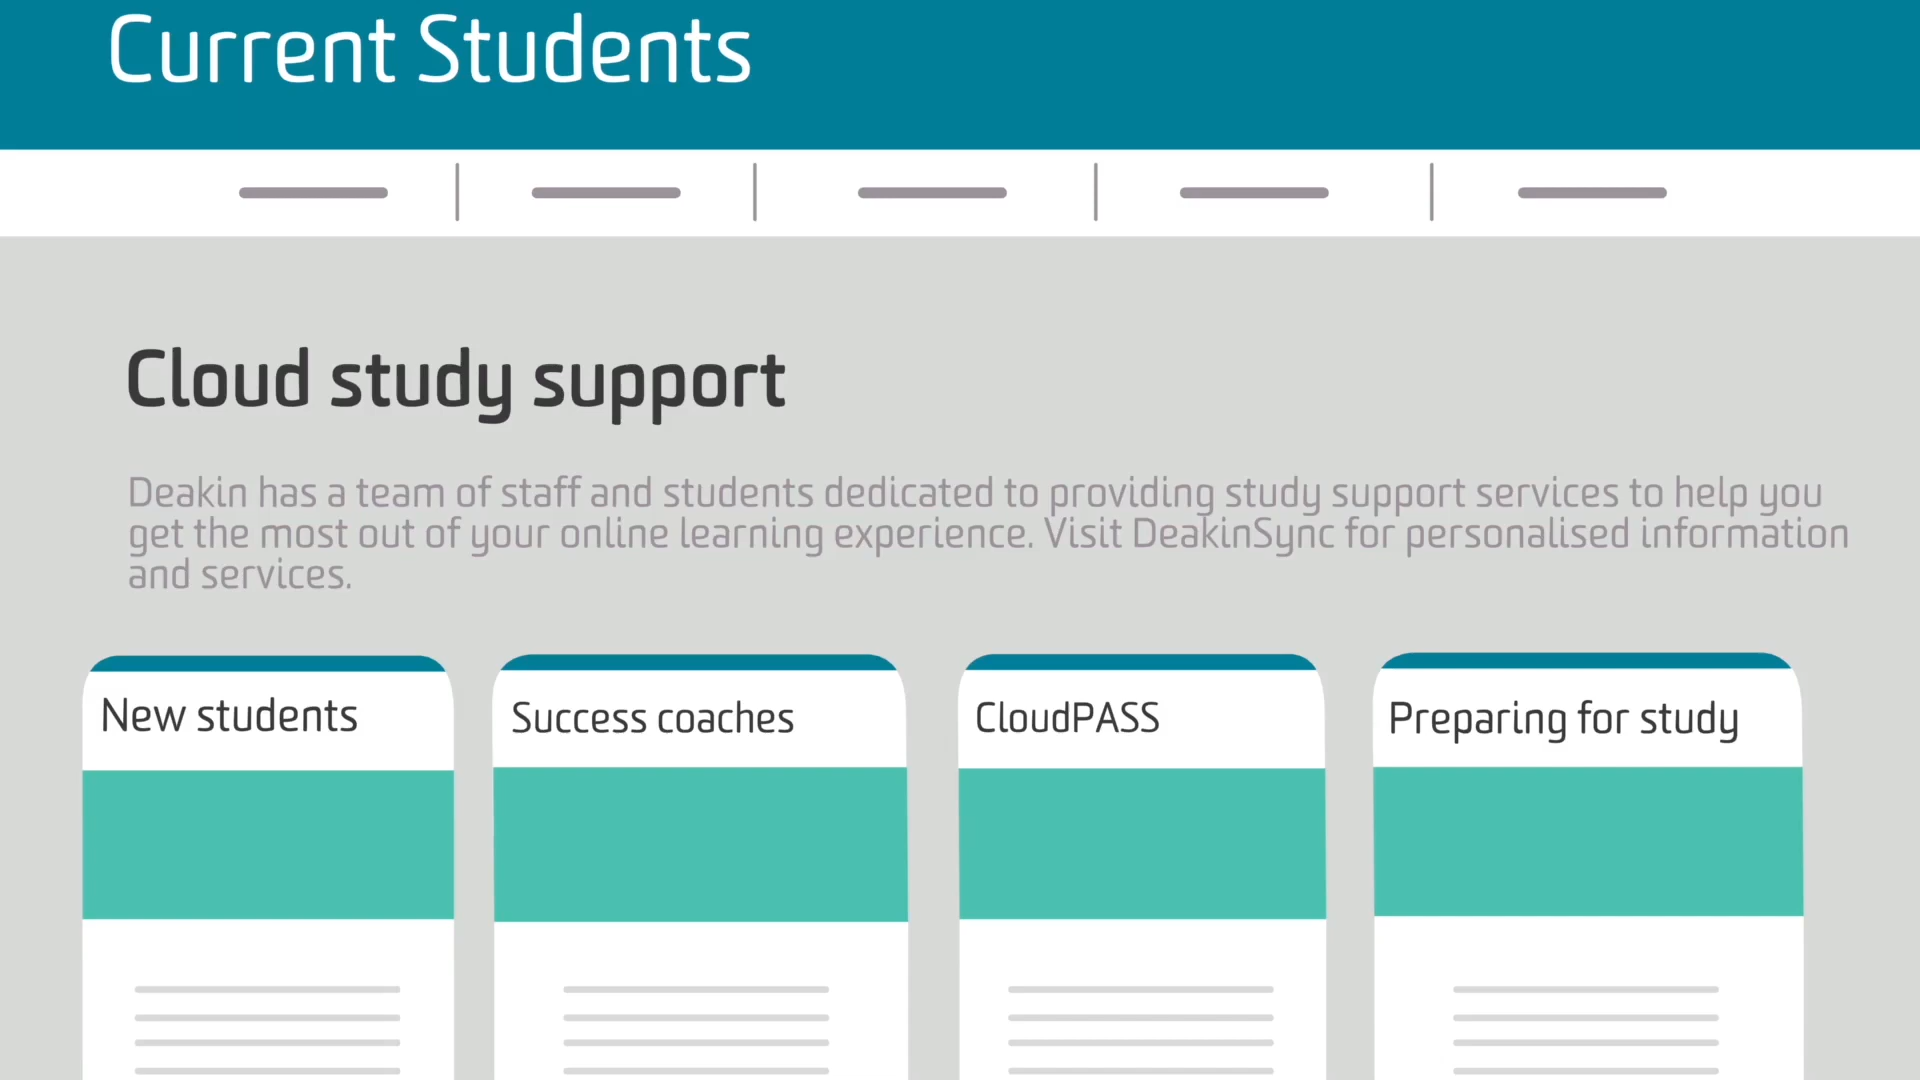 Current Students
Cloud study support
Deakin has a team of staff and students dedicated to providing study support services to help you
get the most out of your online learning experience. Visit DeakinSync for personalised information
and services.
New students
Success coaches
CloudPASS
Preparing for study